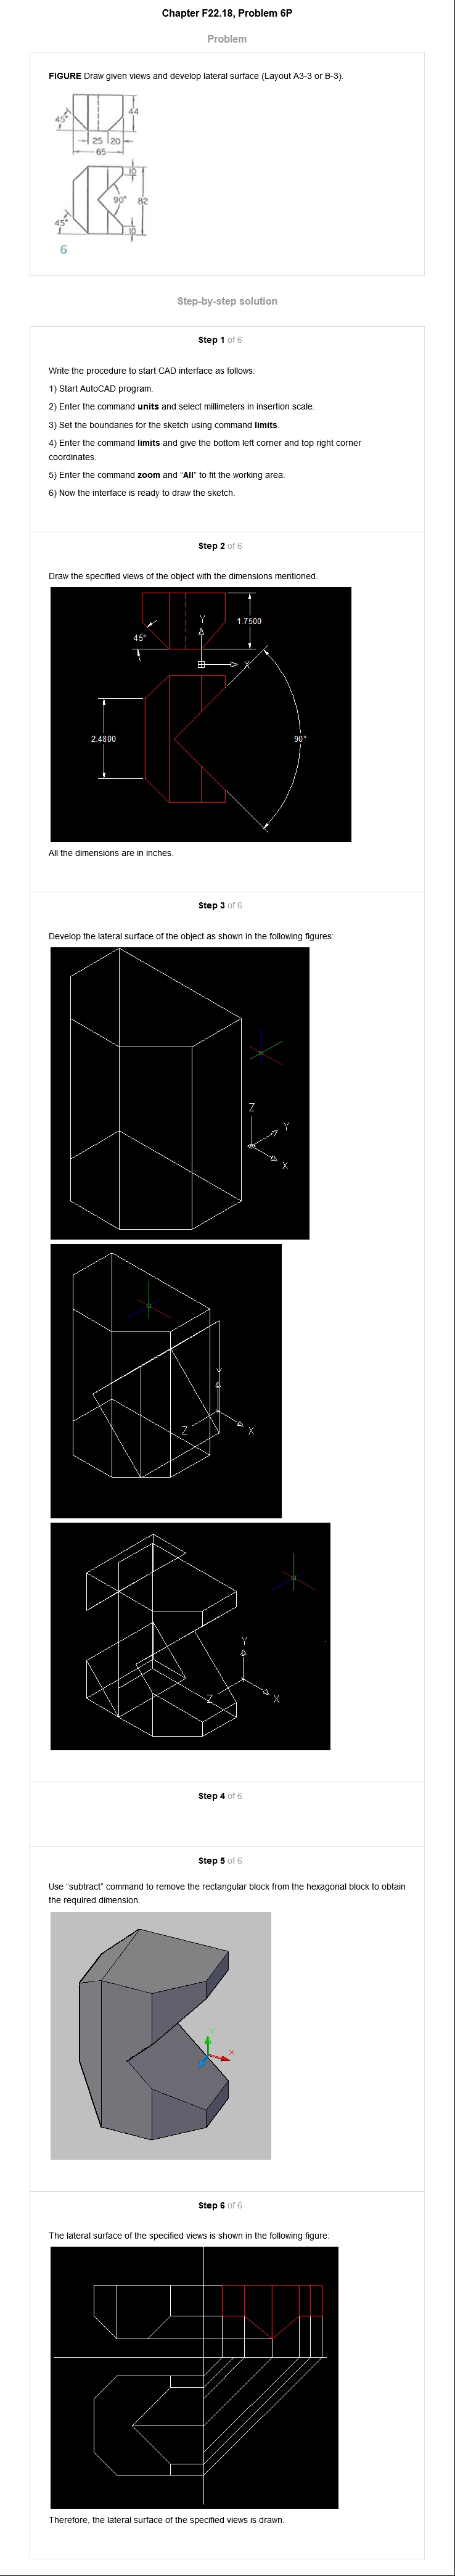 Chapter F22.18, Problem 6P
Problem
FIGURE Draw given views and develop lateral surface (Layout A3-3 or B-3).
45°
44
25 20
65
10
90°
82
45°
10
6
Step-by-step solution
Step 1 of 6
Write the procedure to start CAD interface as follows:
1) Start AutoCAD program.
2) Enter the command units and select millimeters in insertion scale.
3) Set the boundaries for the sketch using command limits.
4) Enter the command limits and give the bottom left corner and top right corner
coordinates.
5) Enter the command zoom and “All” to fit the working area.
6) Now the interface is ready to draw the sketch.
Step 2 of 6
Draw the specified views of the object with the dimensions mentioned.
Y
1.7500
45°
X
2.4800
90°
All the dimensions are in inches.
Step 3 of 6
Develop the lateral surface of the object as shown in the following figures:
Z
Y
X
Y
Z
X
Y
Z
X
Step 4 of 6
Step 5 of 6
Use “subtract” command to remove the rectangular block from the hexagonal block to obtain
the required dimension.
Y
X
Step 6 of 6
The lateral surface of the specified views is shown in the following figure:
Therefore, the lateral surface of the specified views is drawn.